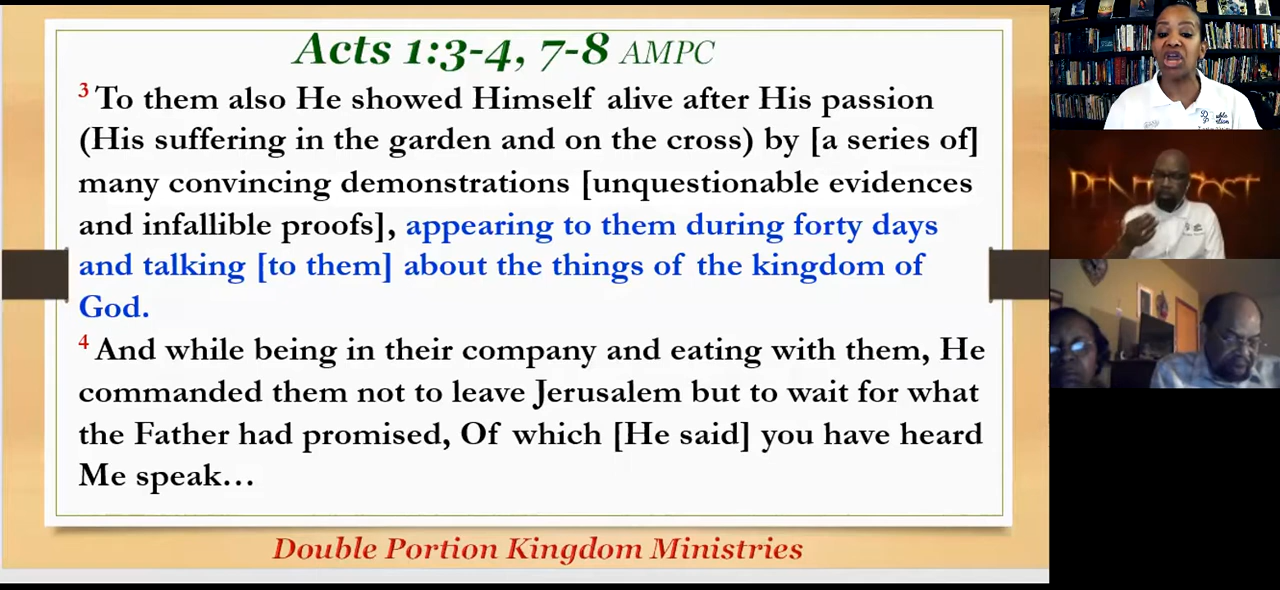 Acts 1:3-4, 7-8 AMPC
3 To them also He showed Himself alive after His passion
(His suffering in the garden and on the cross) by [a series of]
many convincing demonstrations [unquestionable evidences
and infallible proofs], appearing to them during forty days
and talking [to them] about the things of the kingdom of
God.
4 And while being in their company and eating with them, He
commanded them not to leave Jerusalem but to wait for what
the Father had promised, Of which [He said] you have heard
Me speak...
Double Portion Kingdom Ministries
PENTECOST